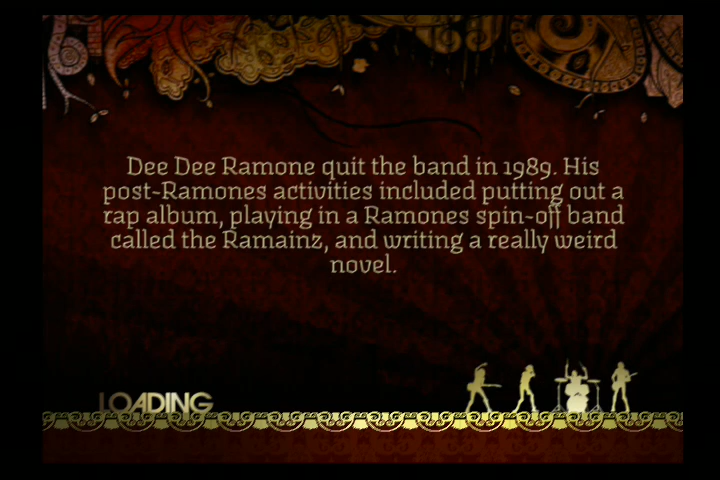 Dee Dee Ramone quit the band in 1989. His
post-Ramones activities included putting out a
rap album, playing in a Ramones spin-off band
called the Ramainz, and writing a really weird
novel.
LOADING